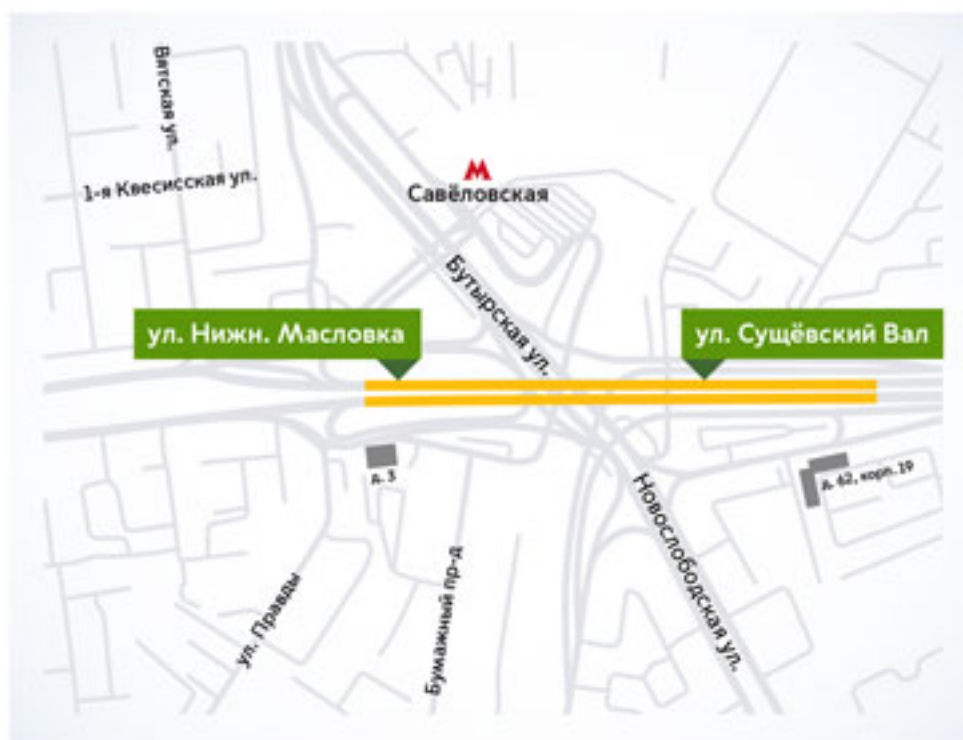 Вятская ул.
1-я Квесисская ул.
М
Савёловская
Бутырская ул.
ул. Нижн. Масловка
ул. Сущёвский Вал
д. 3
д. 62, корп. 19
Новослободская ул.
ул. Правды
Бумажный пр-д